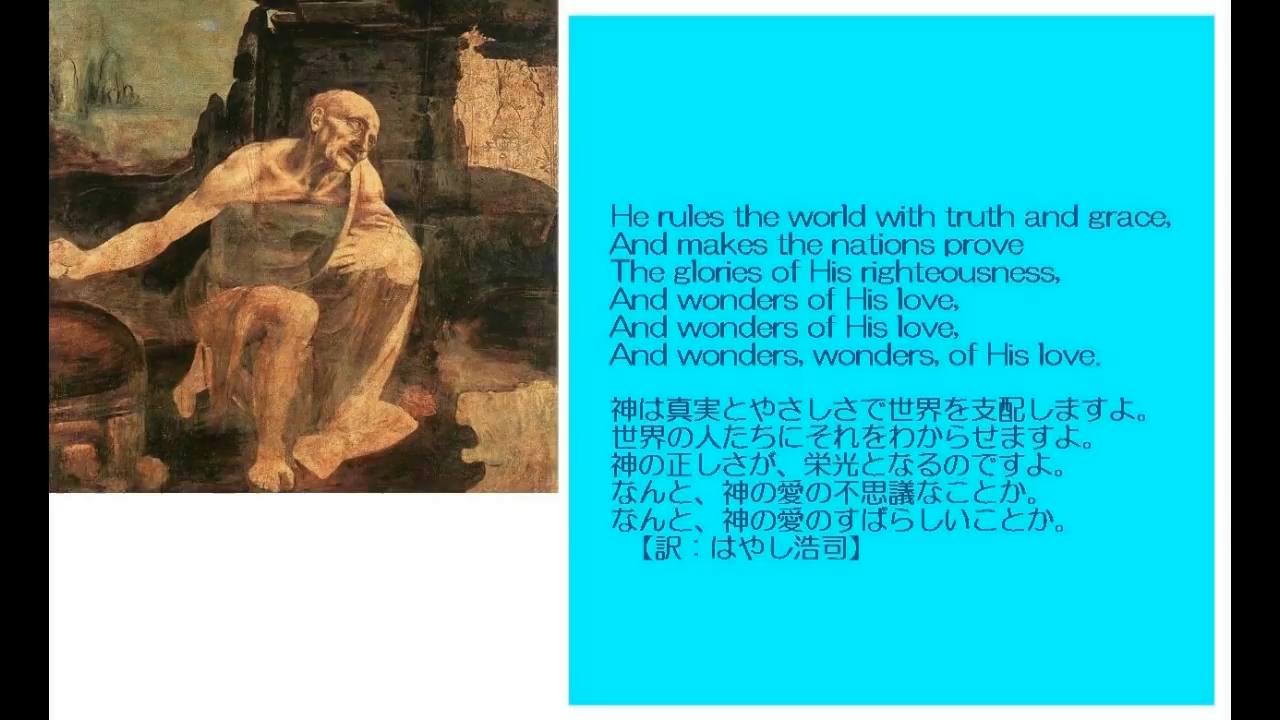 He rules the world with truth and grace,
And makes the nations prove
The glories of His righteousness,
And wonders of His love,
And wonders of His love,
And wonders, wonders, of His love.
神は真実とやさしさで世界を支配しますよ。
世界の人たちにそれをわからせますよ。
神の正しさが、栄光となるのですよ。
なんと、神の愛の不思議なことか。
なんと、神の愛のすばらしいことか。
【訳：はやし浩司】